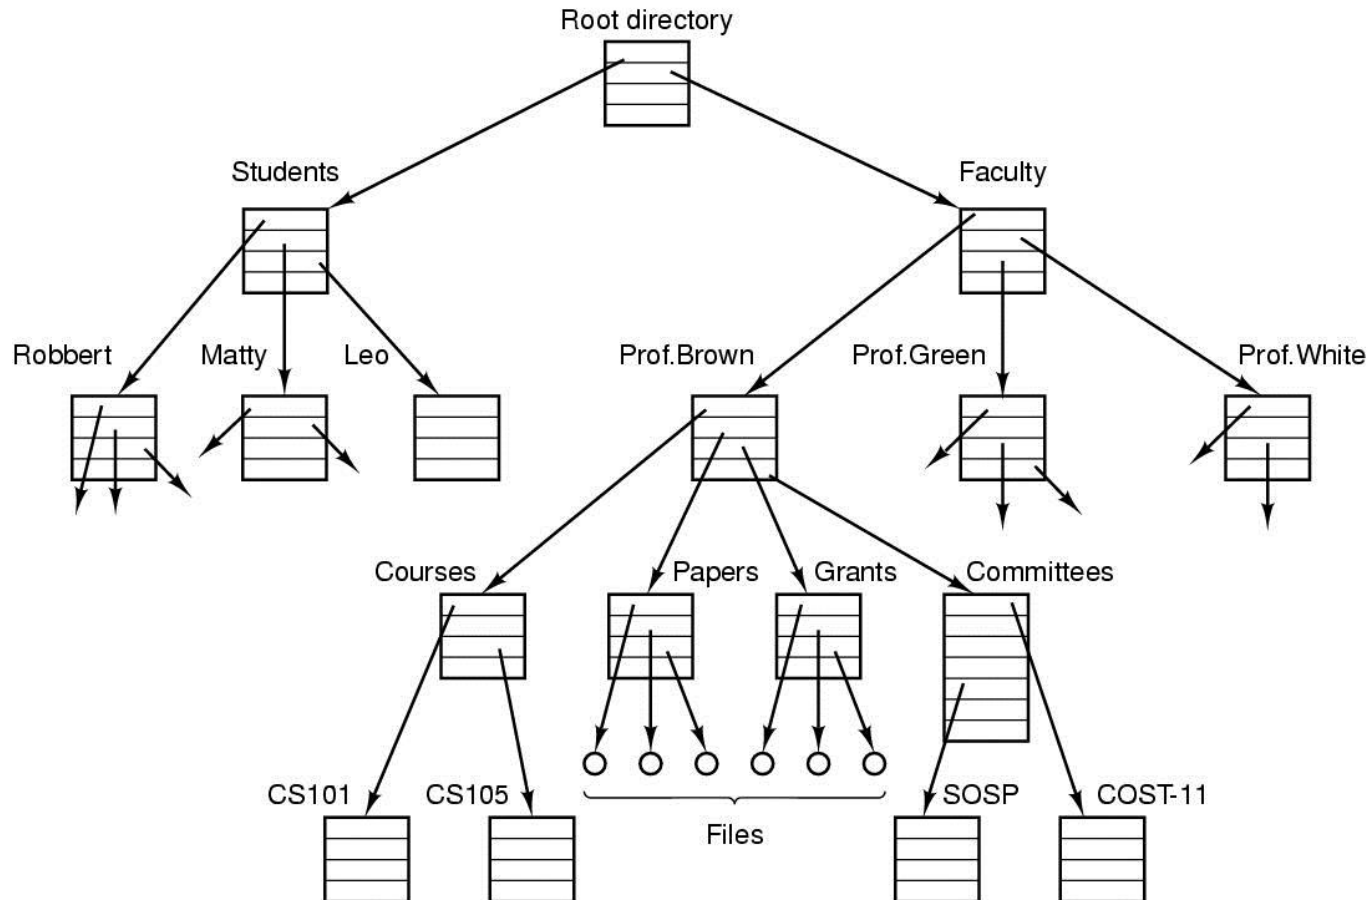 Root directory
Students
Faculty
Robbert
Matty
Leo
Prof.Brown
Prof.Green
Prof.White
Courses
Papers
Grants
Committees
CS101
CS105
SOSP
COST-11
Files